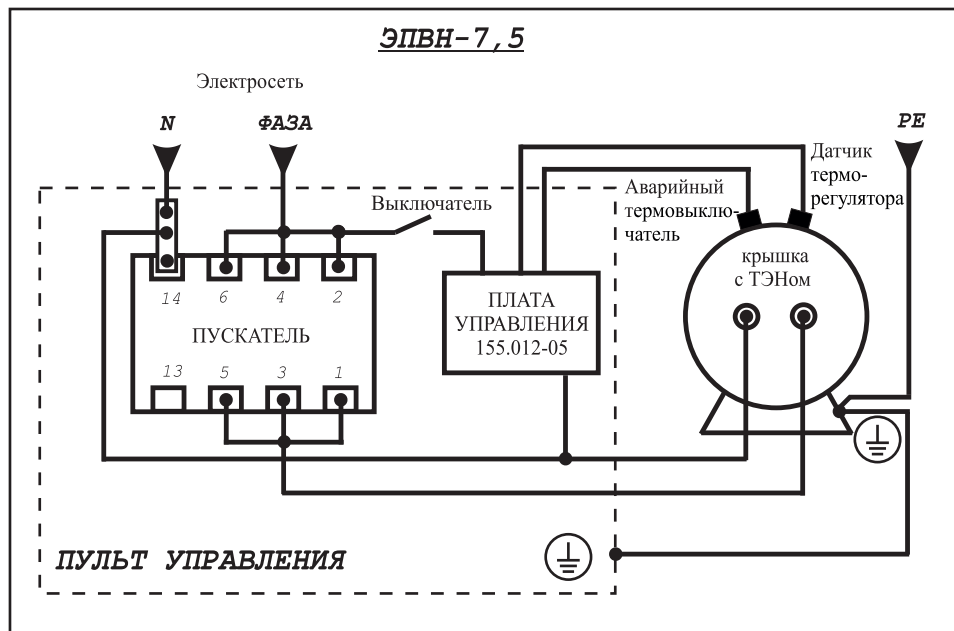 ЭПВН-7,5
Электросеть
N
ФАЗА
PE
Датчик
термо-
регулятора
Аварийный
термовыклю-
чатель
Выключатель
крышка
с ТЭНом
14
6
4
2
ПУСКАТЕЛЬ
13
5
3
1
ПЛАТА
УПРАВЛЕНИЯ
155.012-05
ПУЛЬТ УПРАВЛЕНИЯ